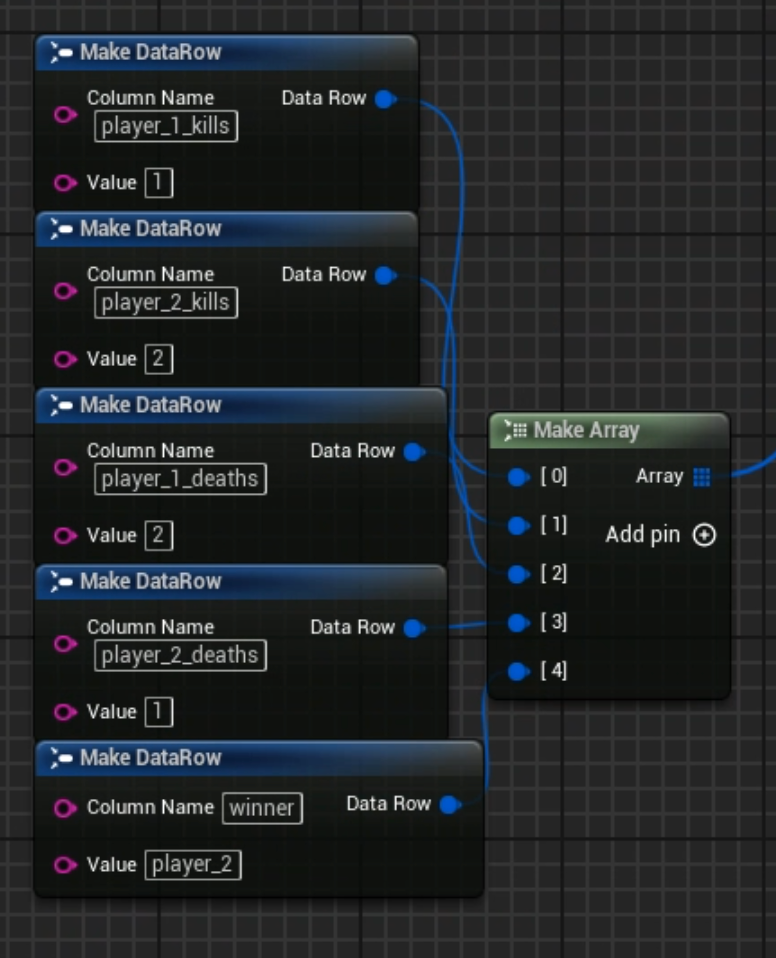 Make DataRow
Column Name Data Row
player_1_kills
Value 1
Make DataRow
Column Name Data Row
player_2_kills
Value 2
Make DataRow
Column Name Data Row
player_1_deaths
Value 2
Make DataRow
Column Name Data Row
player_2_deaths
Value 1
Make DataRow
Column Name winner Data Row
Value player_2
Make Array
[0] Array
[1] Add pin
[2]
[3]
[4]